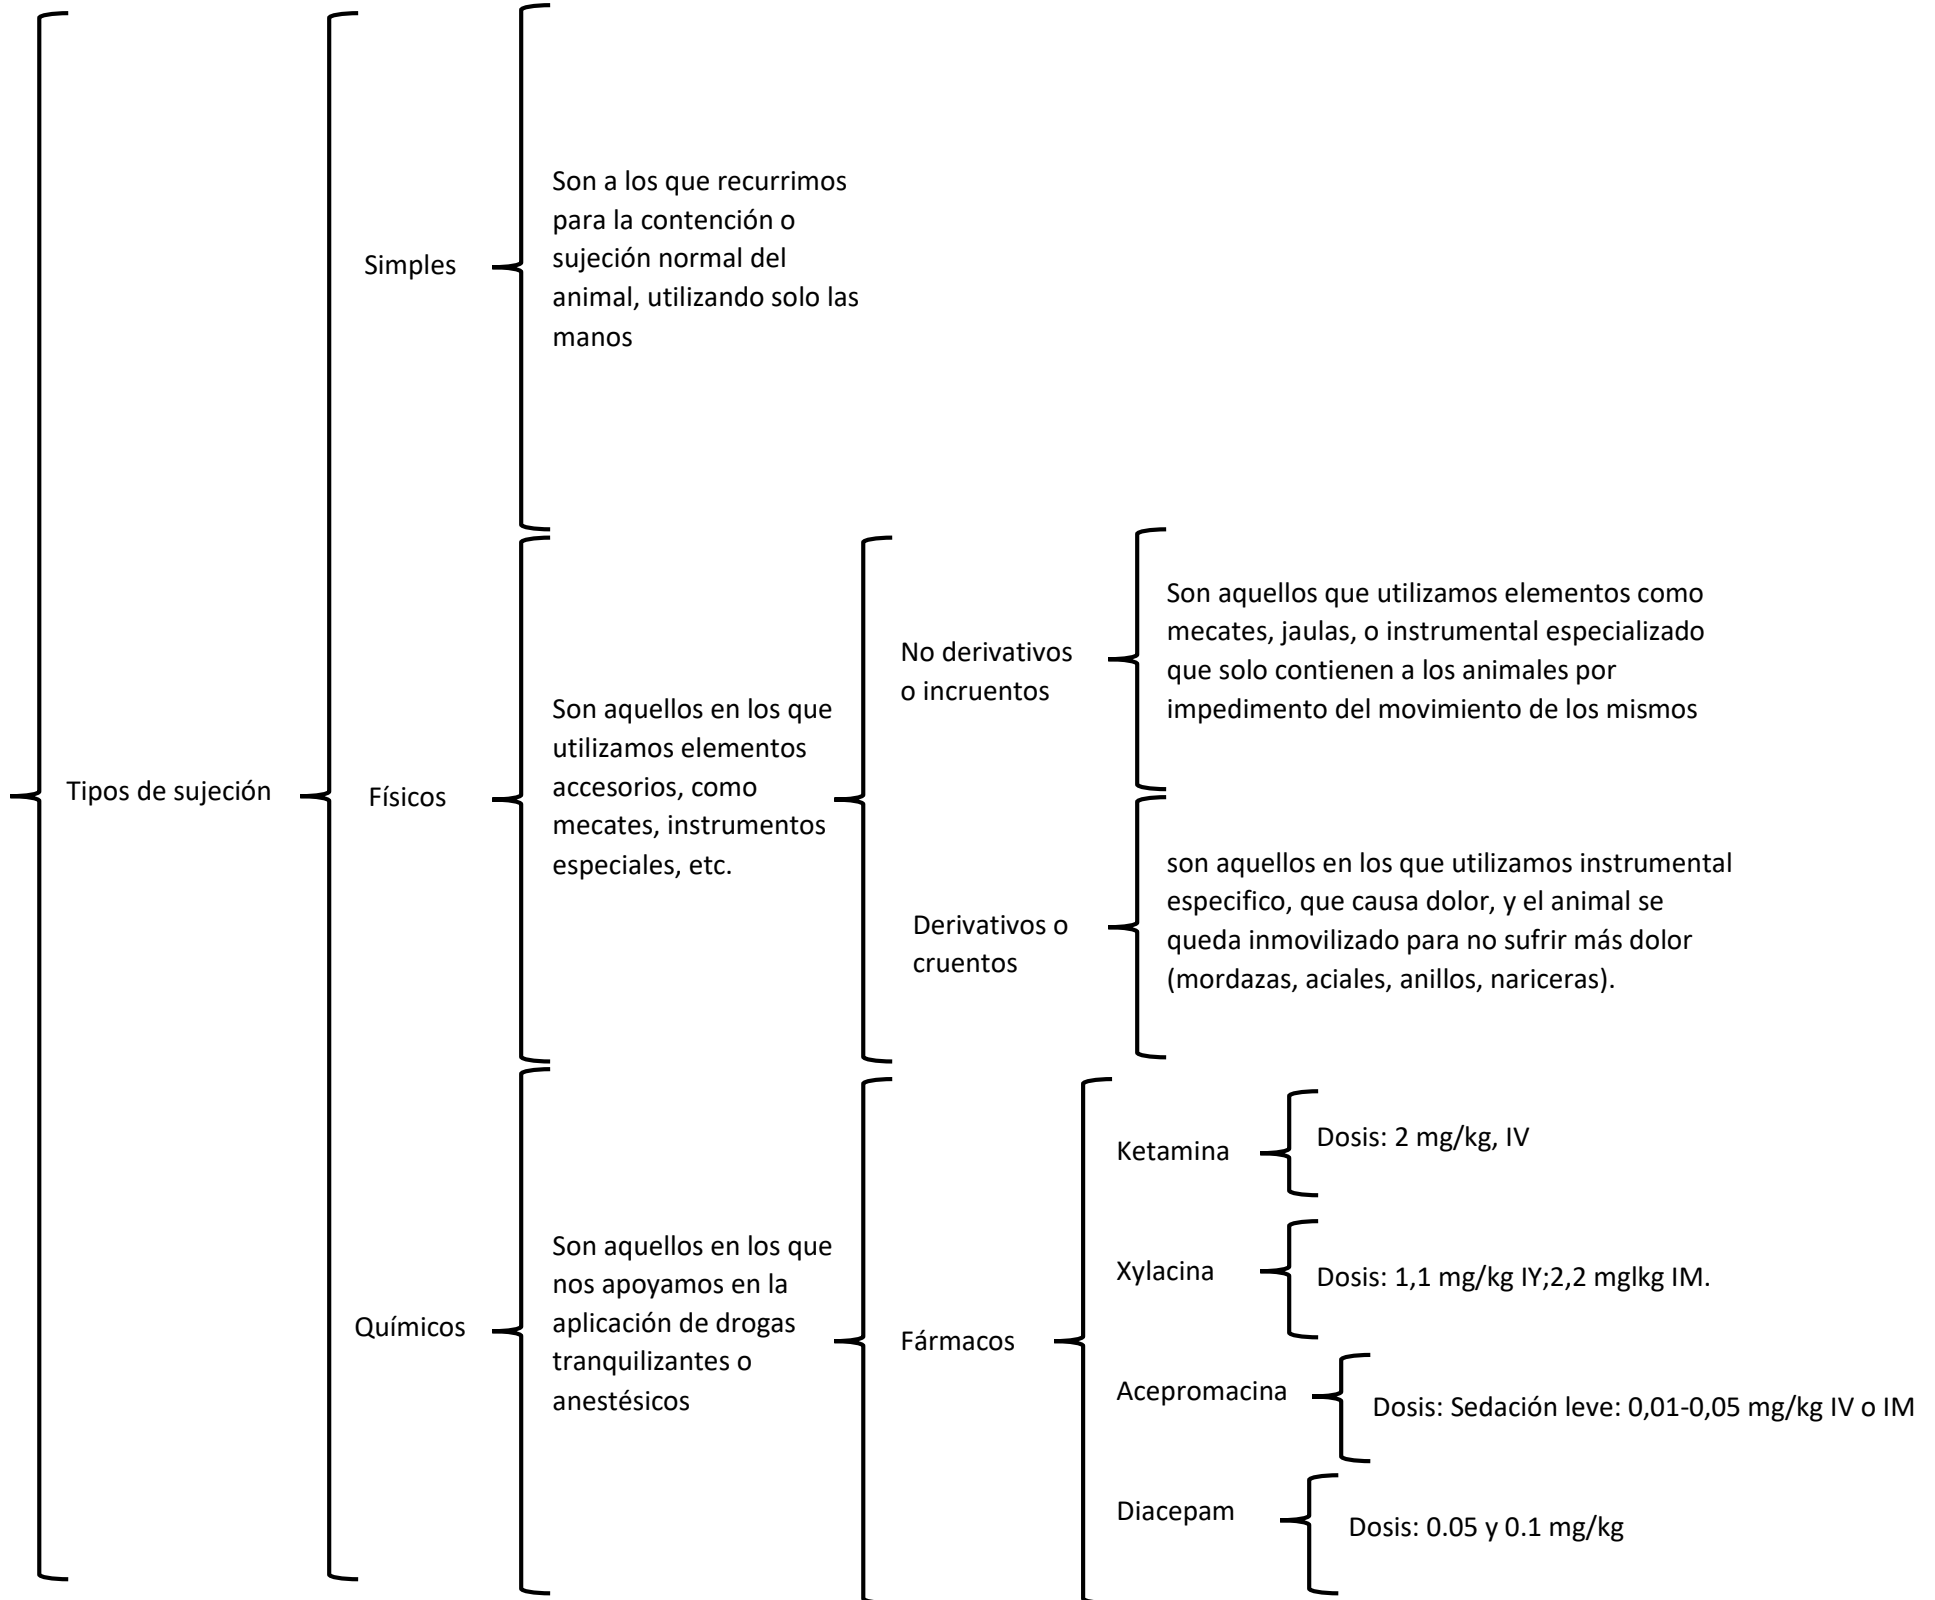 Tipos de sujeción
Simples
Son a los que recurrimos
para la contención o
sujeción normal del
animal, utilizando solo las
manos
Físicos
Son aquellos en los que
utilizamos elementos
accesorios, como
mecates, instrumentos
especiales, etc.
No derivativos
o incruentos
Son aquellos que utilizamos elementos como
mecates, jaulas, o instrumental especializado
que solo contienen a los animales por
impedimento del movimiento de los mismos
Derivativos o
cruentos
son aquellos en los que utilizamos instrumental
especifico, que causa dolor, y el animal se
queda inmovilizado para no sufrir más dolor
(mordazas, aciales, anillos, nariceras).
Químicos
Son aquellos en los que
nos apoyamos en la
aplicación de drogas
tranquilizantes o
anestésicos
Fármacos
Ketamina
Dosis: 2 mg/kg, IV
Xylacina
Dosis: 1,1 mg/kg IY;2,2 mglkg IM.
Acepromacina
Dosis: Sedación leve: 0,01-0,05 mg/kg IV o IM
Diacepam
Dosis: 0.05 y 0.1 mg/kg